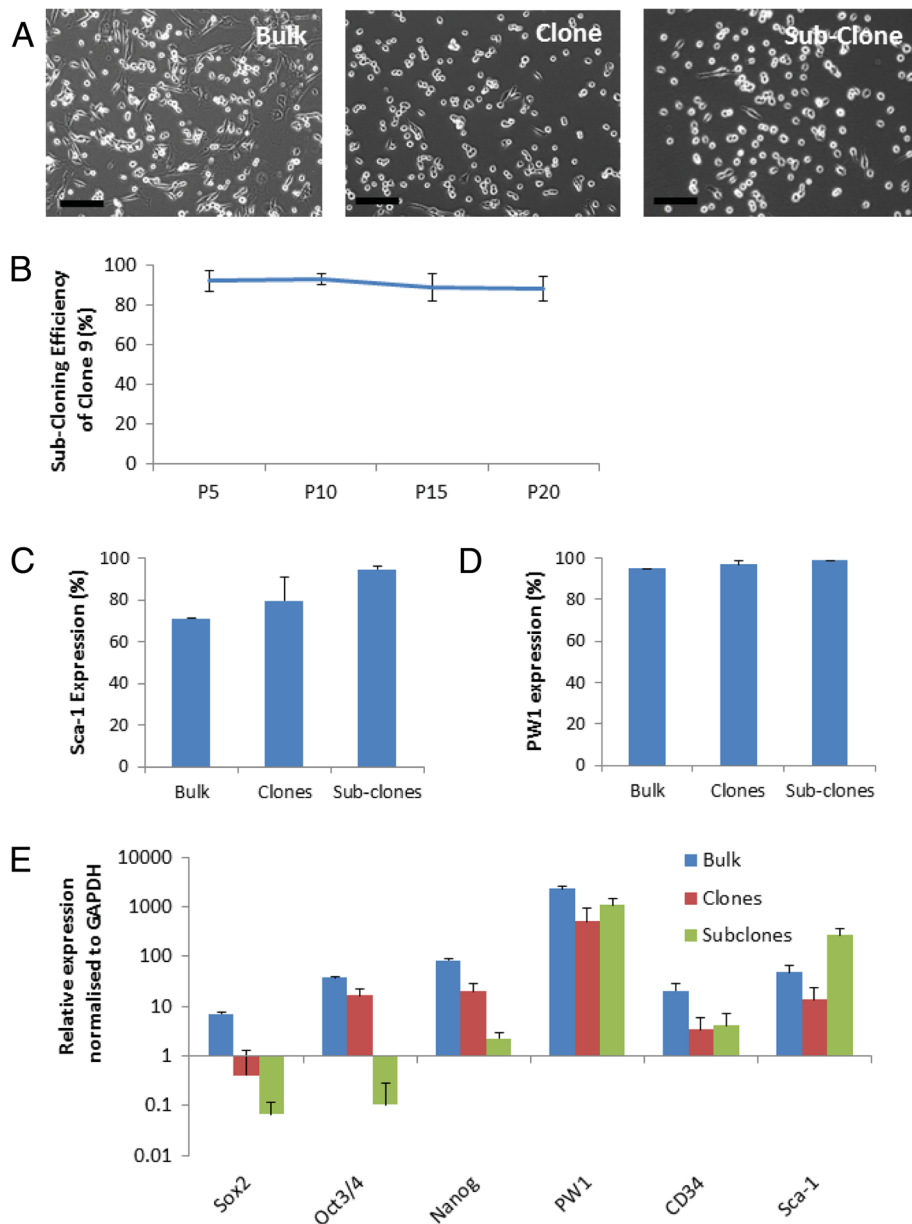 A
Bulk
Clone
Sub-Clone
B
Sub-Cloning Efficiency
of Clone 9 (%)
100
80
60
40
20
0
P5
P10
P15
P20
C
Sca-1 Expression (%)
100
80
60
40
20
0
Bulk
Clones
Sub-clones
D
PW1 expression (%)
100
80
60
40
20
0
Bulk
Clones
Sub-clones
E
Relative expression
normalised to GAPDH
10000
1000
100
10
1
0.1
0.01
Bulk
Clones
Subclones
Sox2
Oct3/4
Nanog
PW1
CD34
Sca-1